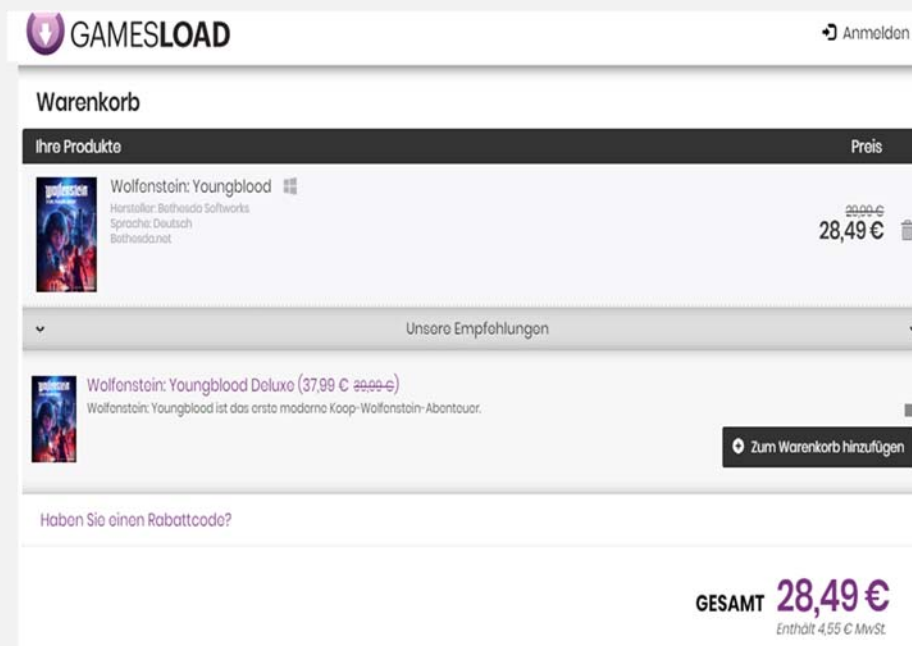 GAMESLOAD
Anmelden
Warenkorb
Ihre Produkte Preis
Wolfenstein: Youngblood
Hersteller: Bethesda Softworks
Sprache: Deutsch
Bethesda.net
28,49 €
Unsere Empfehlungen
Wolfenstein: Youngblood Deluxe (37,99 € 39,99 €)
Wolfenstein: Youngblood ist das erste moderne Koop-Wolfenstein-Abenteuer.
Zum Warenkorb hinzufügen
Haben Sie einen Rabattcode?
GESAMT 28,49 €
Enthält 4,55 € MwSt.